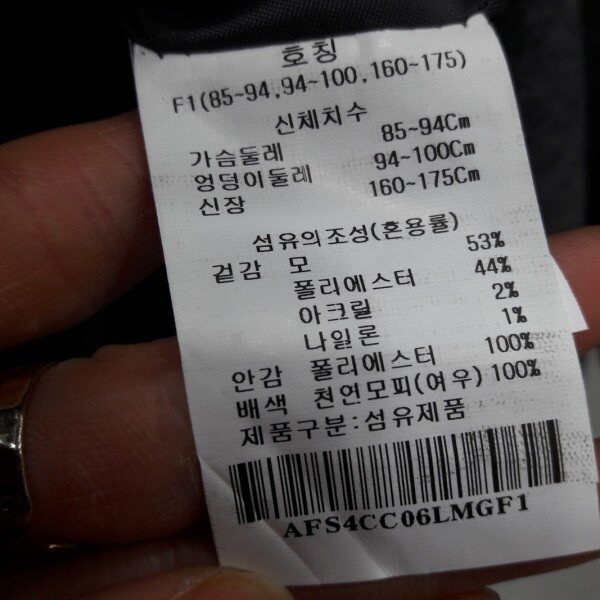 호칭
F1(85~94,94~100,160~175)
신체치수
가슴둘레 85~94Cm
엉덩이둘레 94~100Cm
신장 160~175Cm
섬유의조성(혼용률)
겉감 모 53%
폴리에스터 44%
아크릴 2%
나일론 1%
안감 폴리에스터 100%
배색 천연모피(여우) 100%
제품구분:섬유제품
AFS4CC06LMGF1